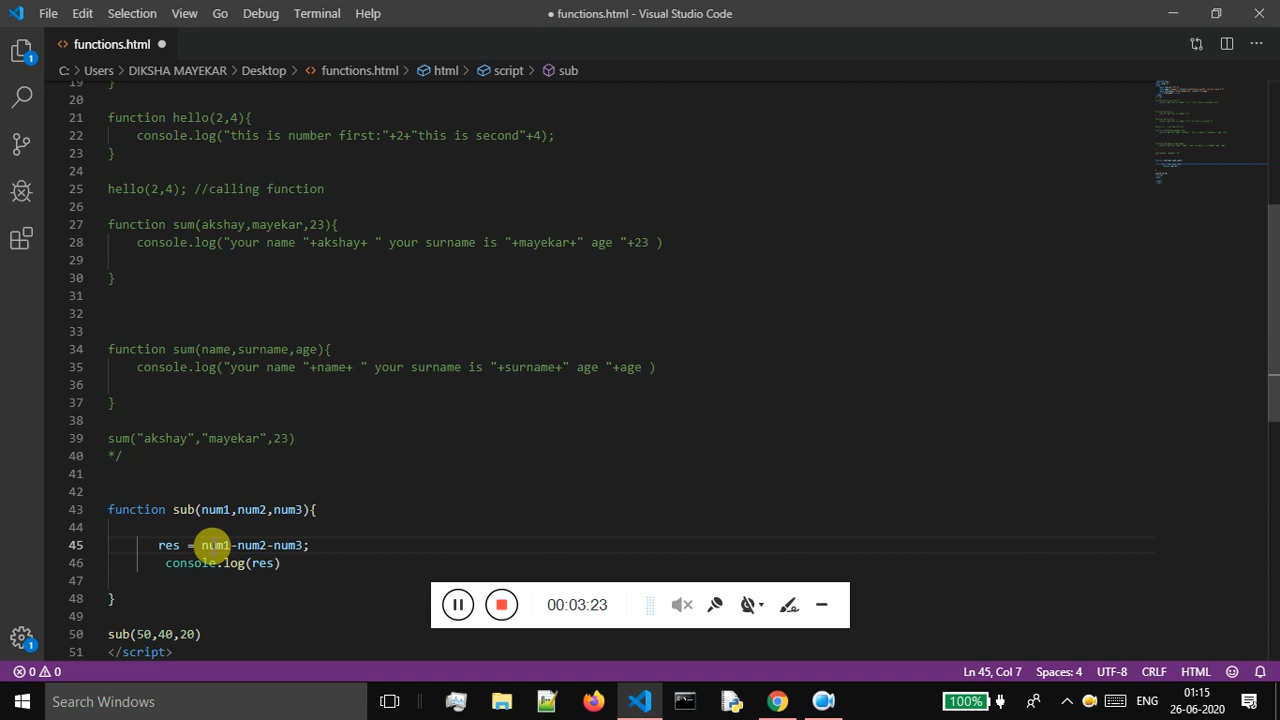 File Edit Selection View Go Debug Terminal Help ● functions.html - Visual Studio Code
functions.html ●
C: > Users > DIKSHA MAYEKAR > Desktop > functions.html > html > script > sub
19 }
20
21 function hello(2,4){
22 console.log("this is number first:"+2+"this is second"+4);
23 }
24
25 hello(2,4); //calling function
26
27 function sum(akshay,mayekar,23){
28 console.log("your name "+akshay+ " your surname is "+mayekar+" age "+23 )
29
30 }
31
32
33
34 function sum(name,surname,age){
35 console.log("your name "+name+ " your surname is "+surname+" age "+age )
36
37 }
38
39 sum("akshay","mayekar",23)
40 */
41
42
43 function sub(num1,num2,num3){
44
45 res = num1-num2-num3;
46 console.log(res)
47
48 }
49
50 sub(50,40,20)
51 </script>
1
1
00:03:23
0 0 Ln 45, Col 7 Spaces: 4 UTF-8 CRLF HTML
Search Windows 100% ENG 01:15
26-06-2020